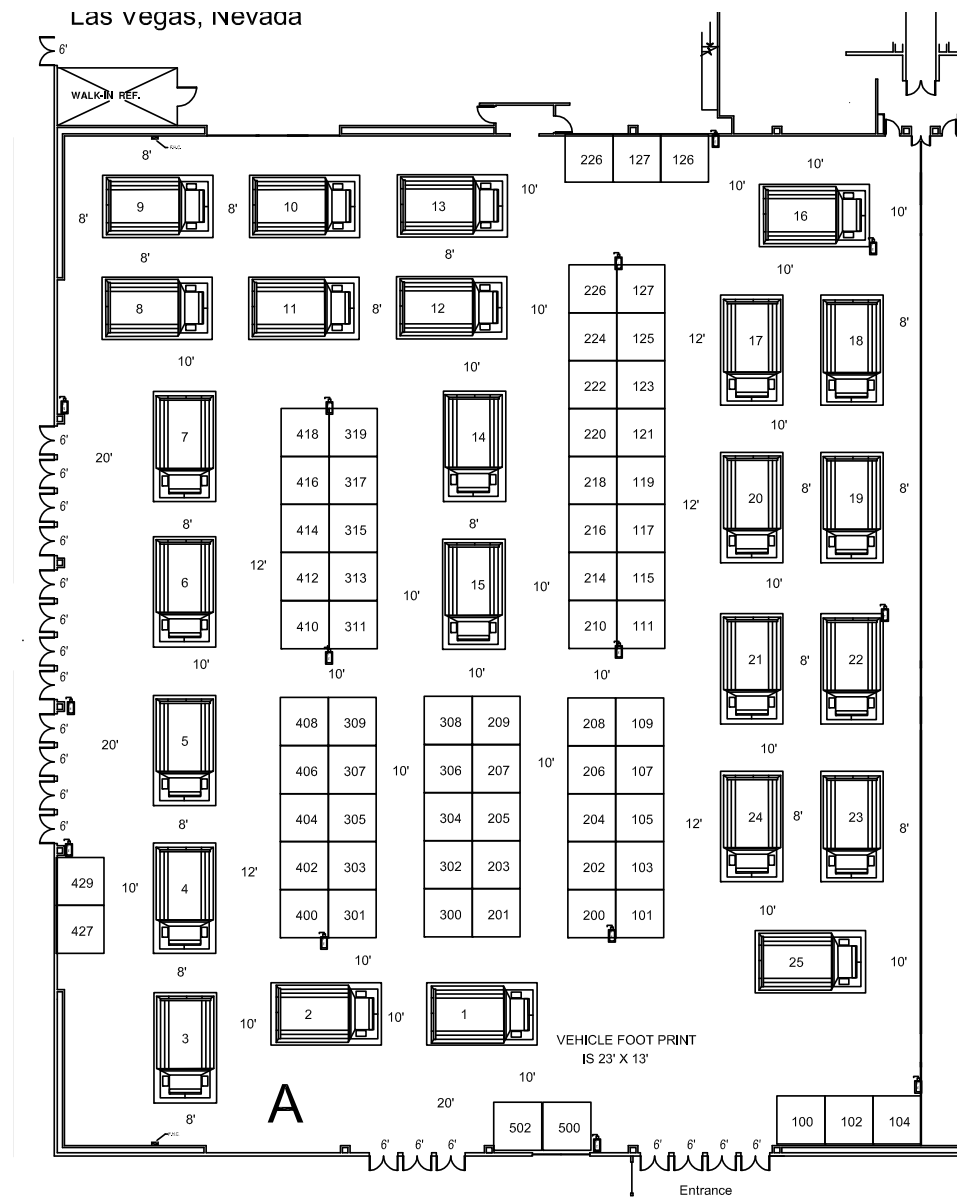 Las Vegas, Nevada
6'
WALK-IN REF.
8'
226 127 126
10'
9 8' 10 13 10' 10' 16 10'
8'
8' 8' 10'
8 11 8' 12 10' 226 127 12' 17 18 8'
10' 10' 224 125
222 123
7 418 319 14 220 121 10'
6'
20' 416 317 218 119 12' 20 8' 19 8'
6'
6'
8' 414 315 8' 216 117
6'
12' 412 313 10' 15 10' 214 115 10'
6 410 311 210 111
6'
6'
6'
10' 10' 10' 10' 21 8' 22
6'
408 309 308 209 208 109
6'
20' 5 406 307 10' 306 207 10' 206 107 10'
6'
6'
8' 404 305 304 205 204 105 12' 24 8' 23 8'
6'
429 10' 4 12' 402 303 302 203 202 103
427 400 301 300 201 200 101 10'
8' 10' 25 10'
3 10' 2 10' 1
VEHICLE FOOT PRINT
IS 23' X 13'
10'
8' A 20' 502 500 100 102 104
6' 6' 6' 6' 6' 6' 6'
Entrance